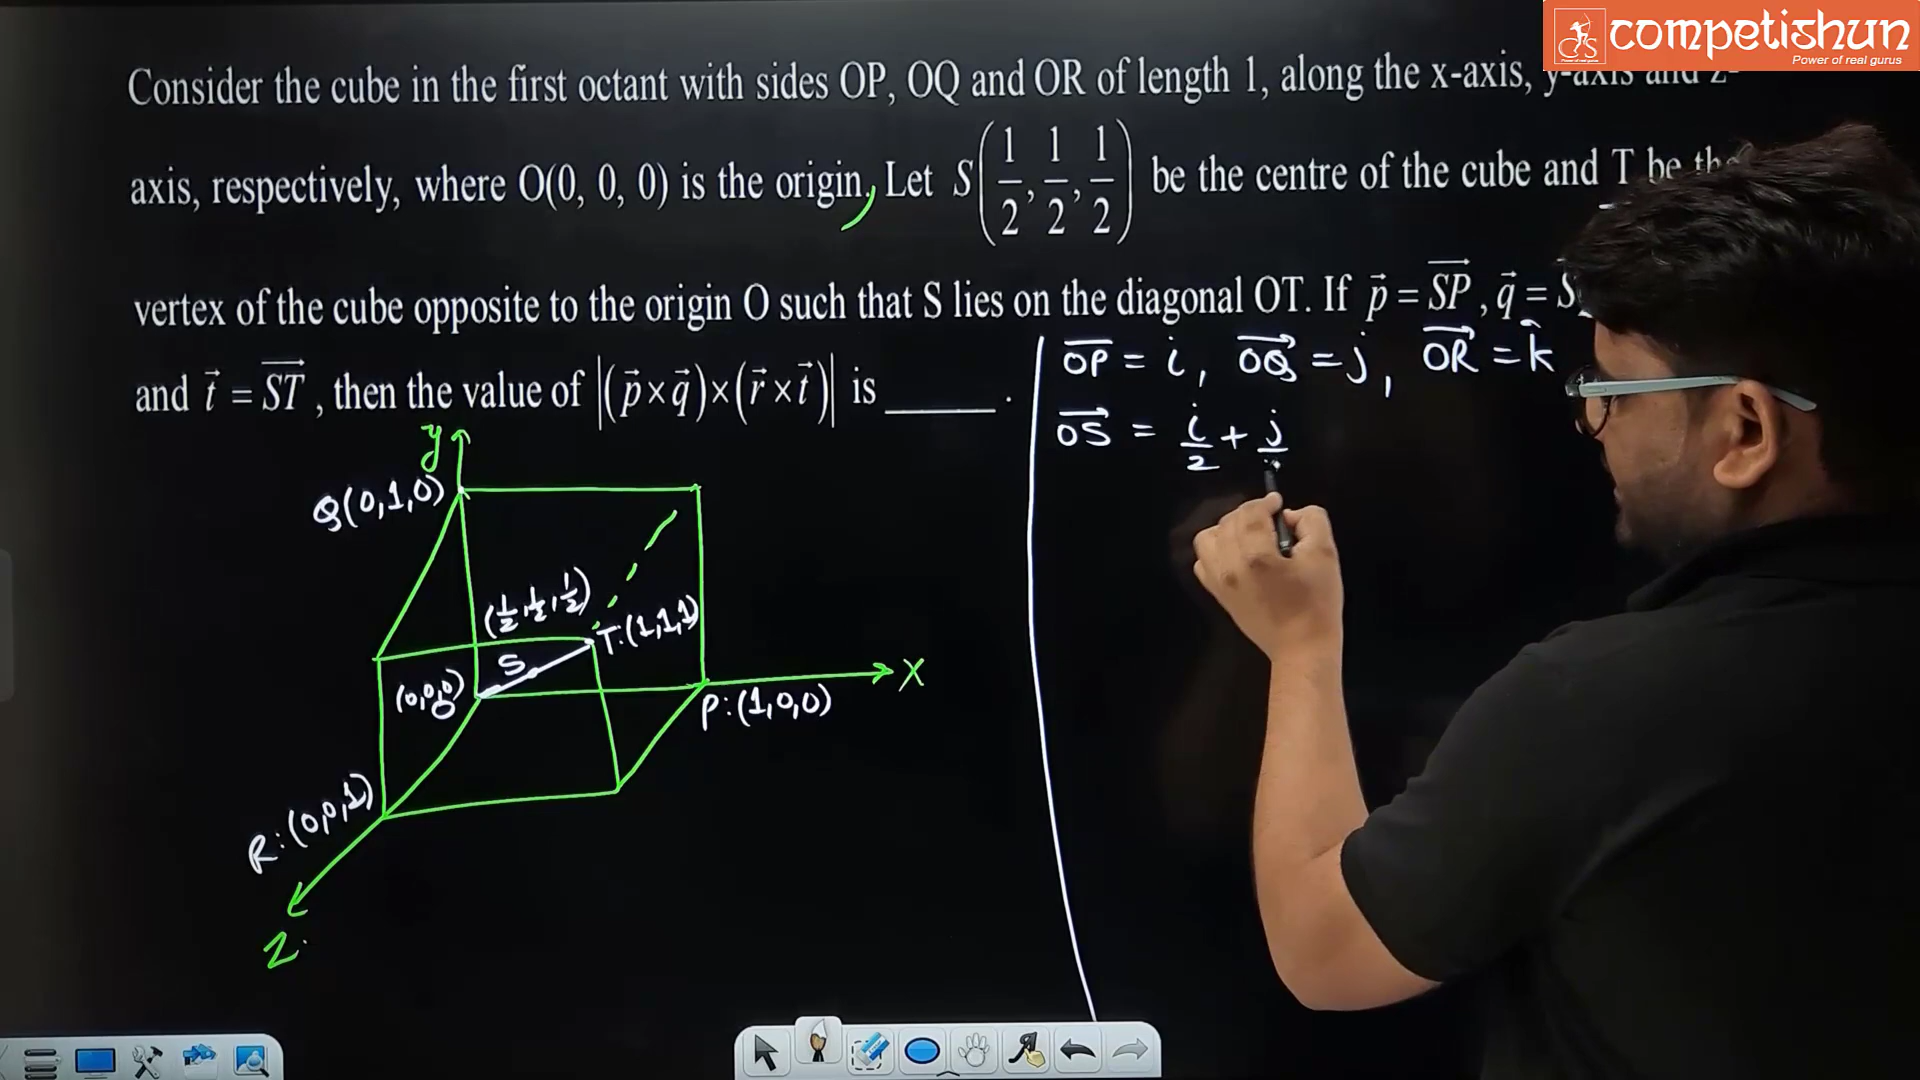 competishun
Power of real gurus
Consider the cube in the first octant with sides OP, OQ and OR of length 1, along the x-axis, y-axis and z-
axis, respectively, where O(0, 0, 0) is the origin. Let S(1/2, 1/2, 1/2) be the centre of the cube and T be the
vertex of the cube opposite to the origin O such that S lies on the diagonal OT. If p⃗ = SP⃗, q⃗ = S
and t⃗ = ST⃗, then the value of |(p⃗×q⃗)×(r⃗×t⃗)| is ______.
OP⃗ = i, OQ⃗ = j, OR⃗ = k̂
OS⃗ = i/2 + j/
y
Q(0,1,0)
(1/2, 1/2, 1/2)
T:(1,1,1)
S
(0,0,0)
O
X
P:(1,0,0)
R:(0,0,1)
Z